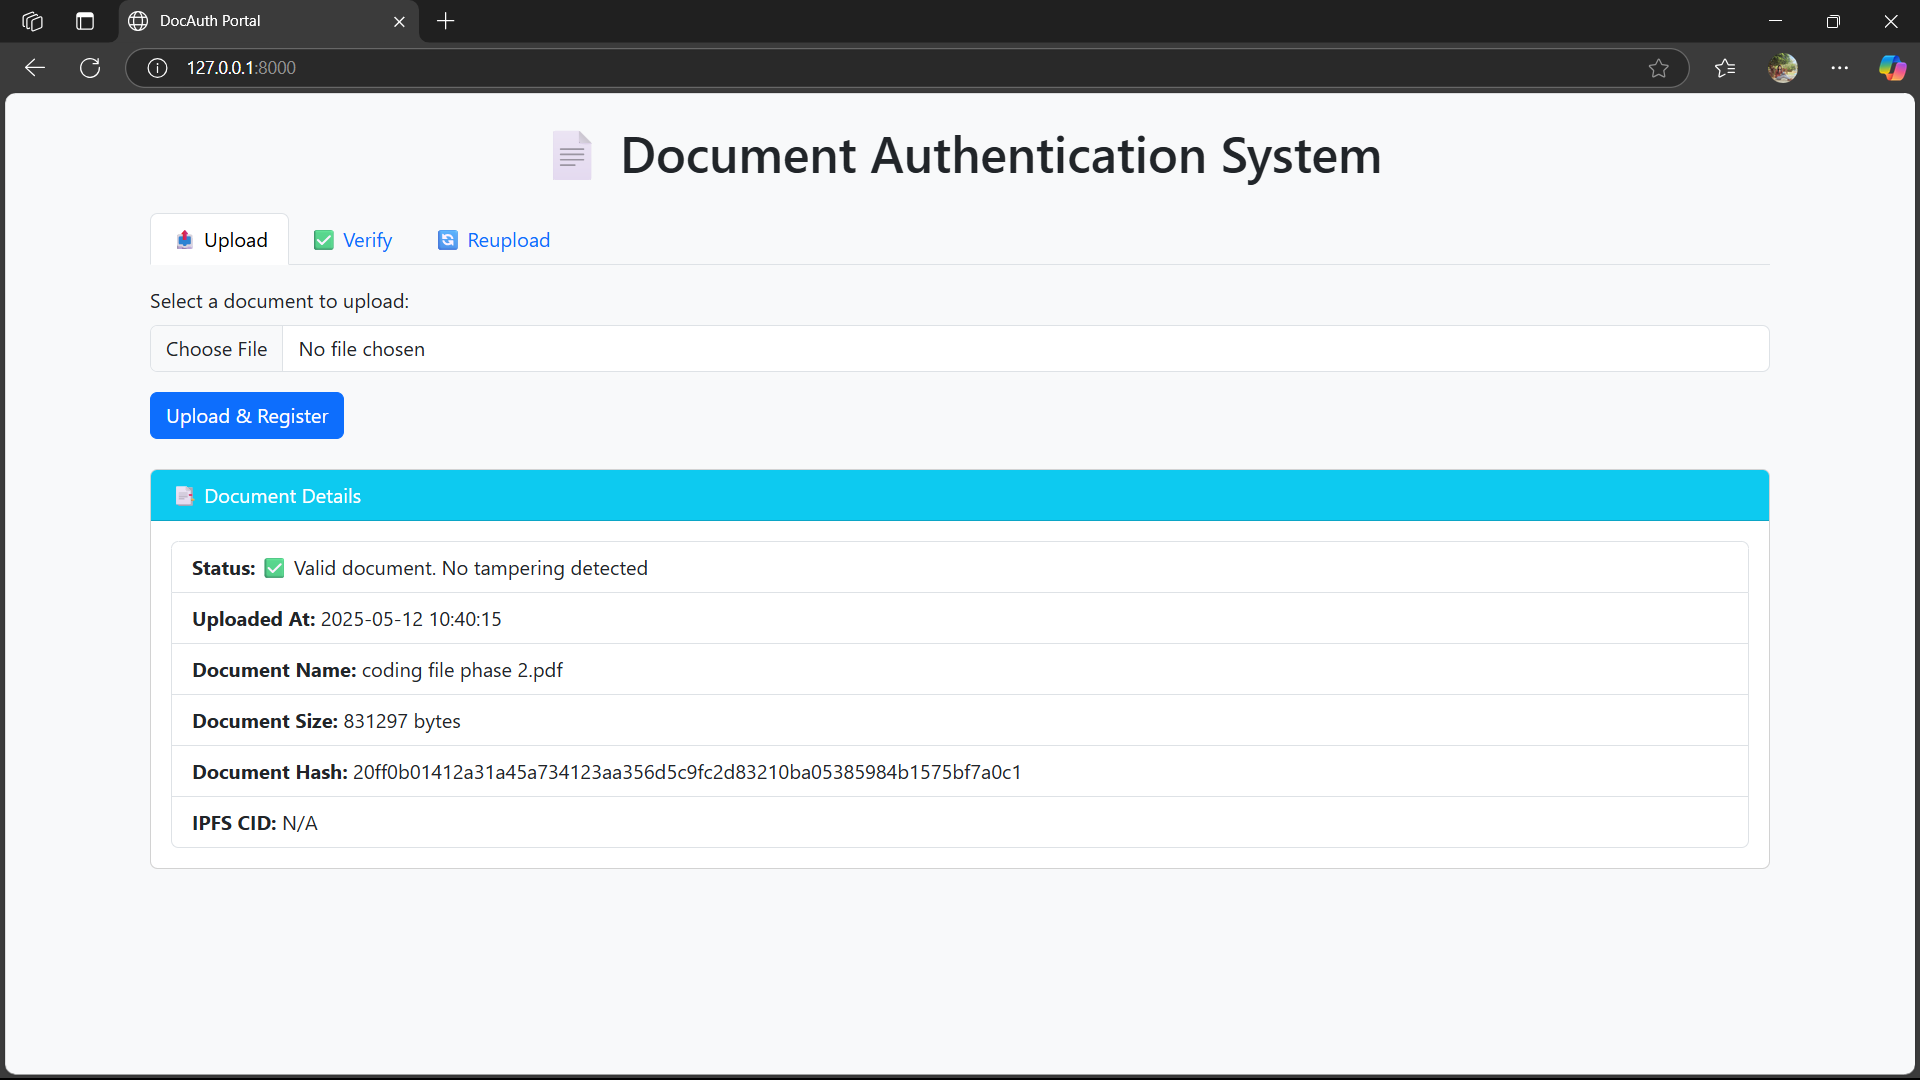 DocAuth Portal
127.0.0.1:8000
Document Authentication System
Upload
Verify
Reupload
Select a document to upload:
Choose File No file chosen
Upload & Register
Document Details
Status: Valid document. No tampering detected
Uploaded At: 2025-05-12 10:40:15
Document Name: coding file phase 2.pdf
Document Size: 831297 bytes
Document Hash: 20ff0b01412a31a45a734123aa356d5c9fc2d83210ba05385984b1575bf7a0c1
IPFS CID: N/A